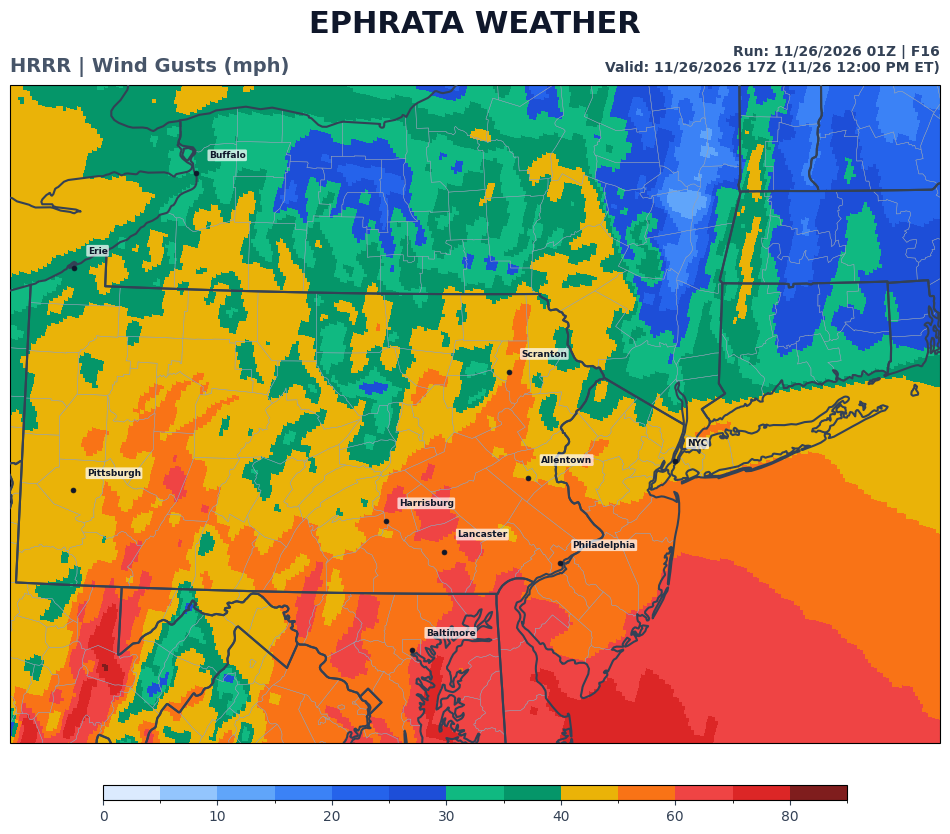 EPHRATA WEATHER
HRRR | Wind Gusts (mph)
Run: 11/26/2026 01Z | F16
Valid: 11/26/2026 17Z (11/26 12:00 PM ET)
Buffalo
Erie
Scranton
NYC
Allentown
Pittsburgh
Harrisburg
Lancaster
Philadelphia
Baltimore
0 10 20 30 40 50 60 70 80